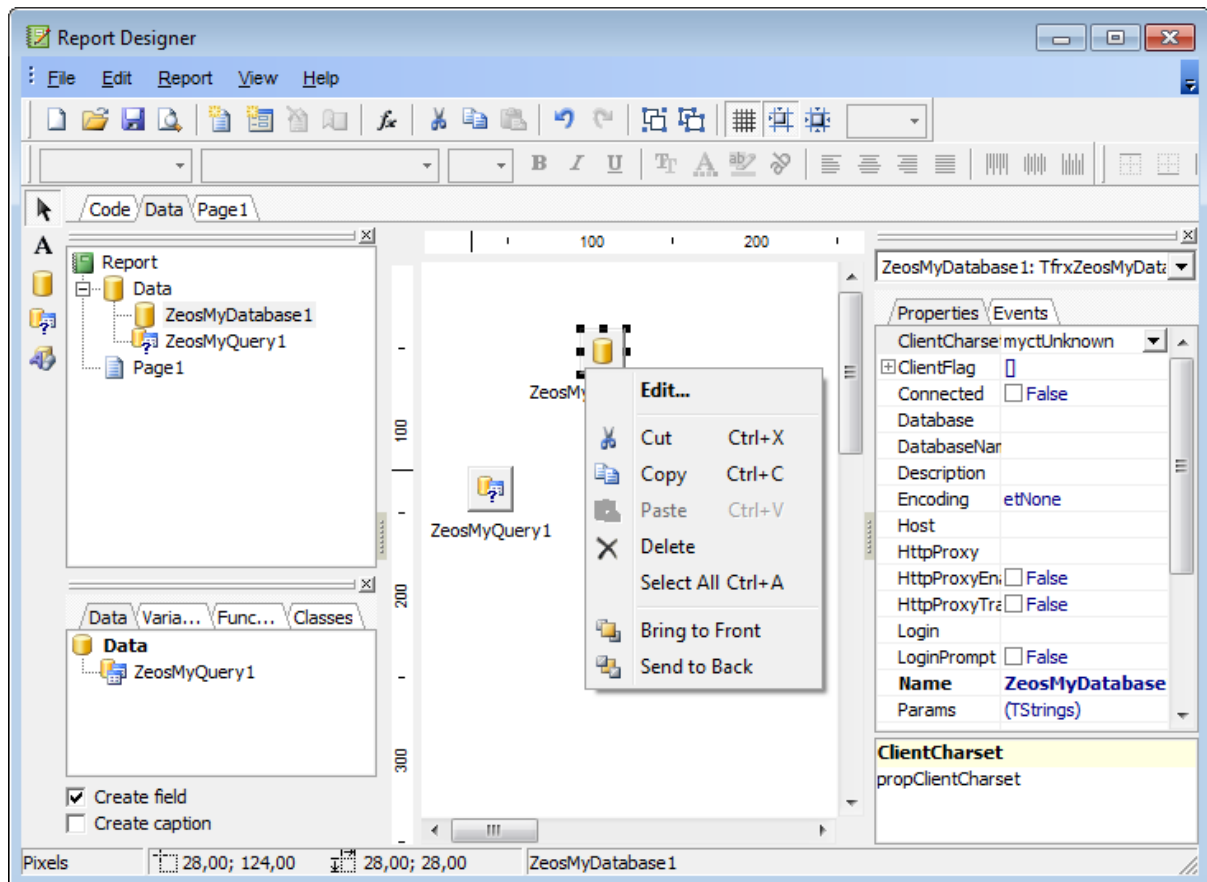 Report Designer
File Edit Report View Help
B I U
Code Data Page1
A
Report
Data
ZeosMyDatabase1
ZeosMyQuery1
Page1
100 200
100
200
300
ZeosMy
ZeosMyQuery1
Edit...
Cut Ctrl+X
Copy Ctrl+C
Paste Ctrl+V
Delete
Select All Ctrl+A
Bring to Front
Send to Back
Data Varia... Func... Classes
Data
ZeosMyQuery1
Create field
Create caption
ZeosMyDatabase1: TfrxZeosMyData
Properties Events
ClientCharset myctUnknown
ClientFlag []
Connected False
Database
DatabaseNam
Description
Encoding etNone
Host
HttpProxy
HttpProxyEna False
HttpProxyTra False
Login
LoginPrompt False
Name ZeosMyDatabase
Params (TStrings)
ClientCharset
propClientCharset
Pixels 28,00; 124,00 28,00; 28,00 ZeosMyDatabase1